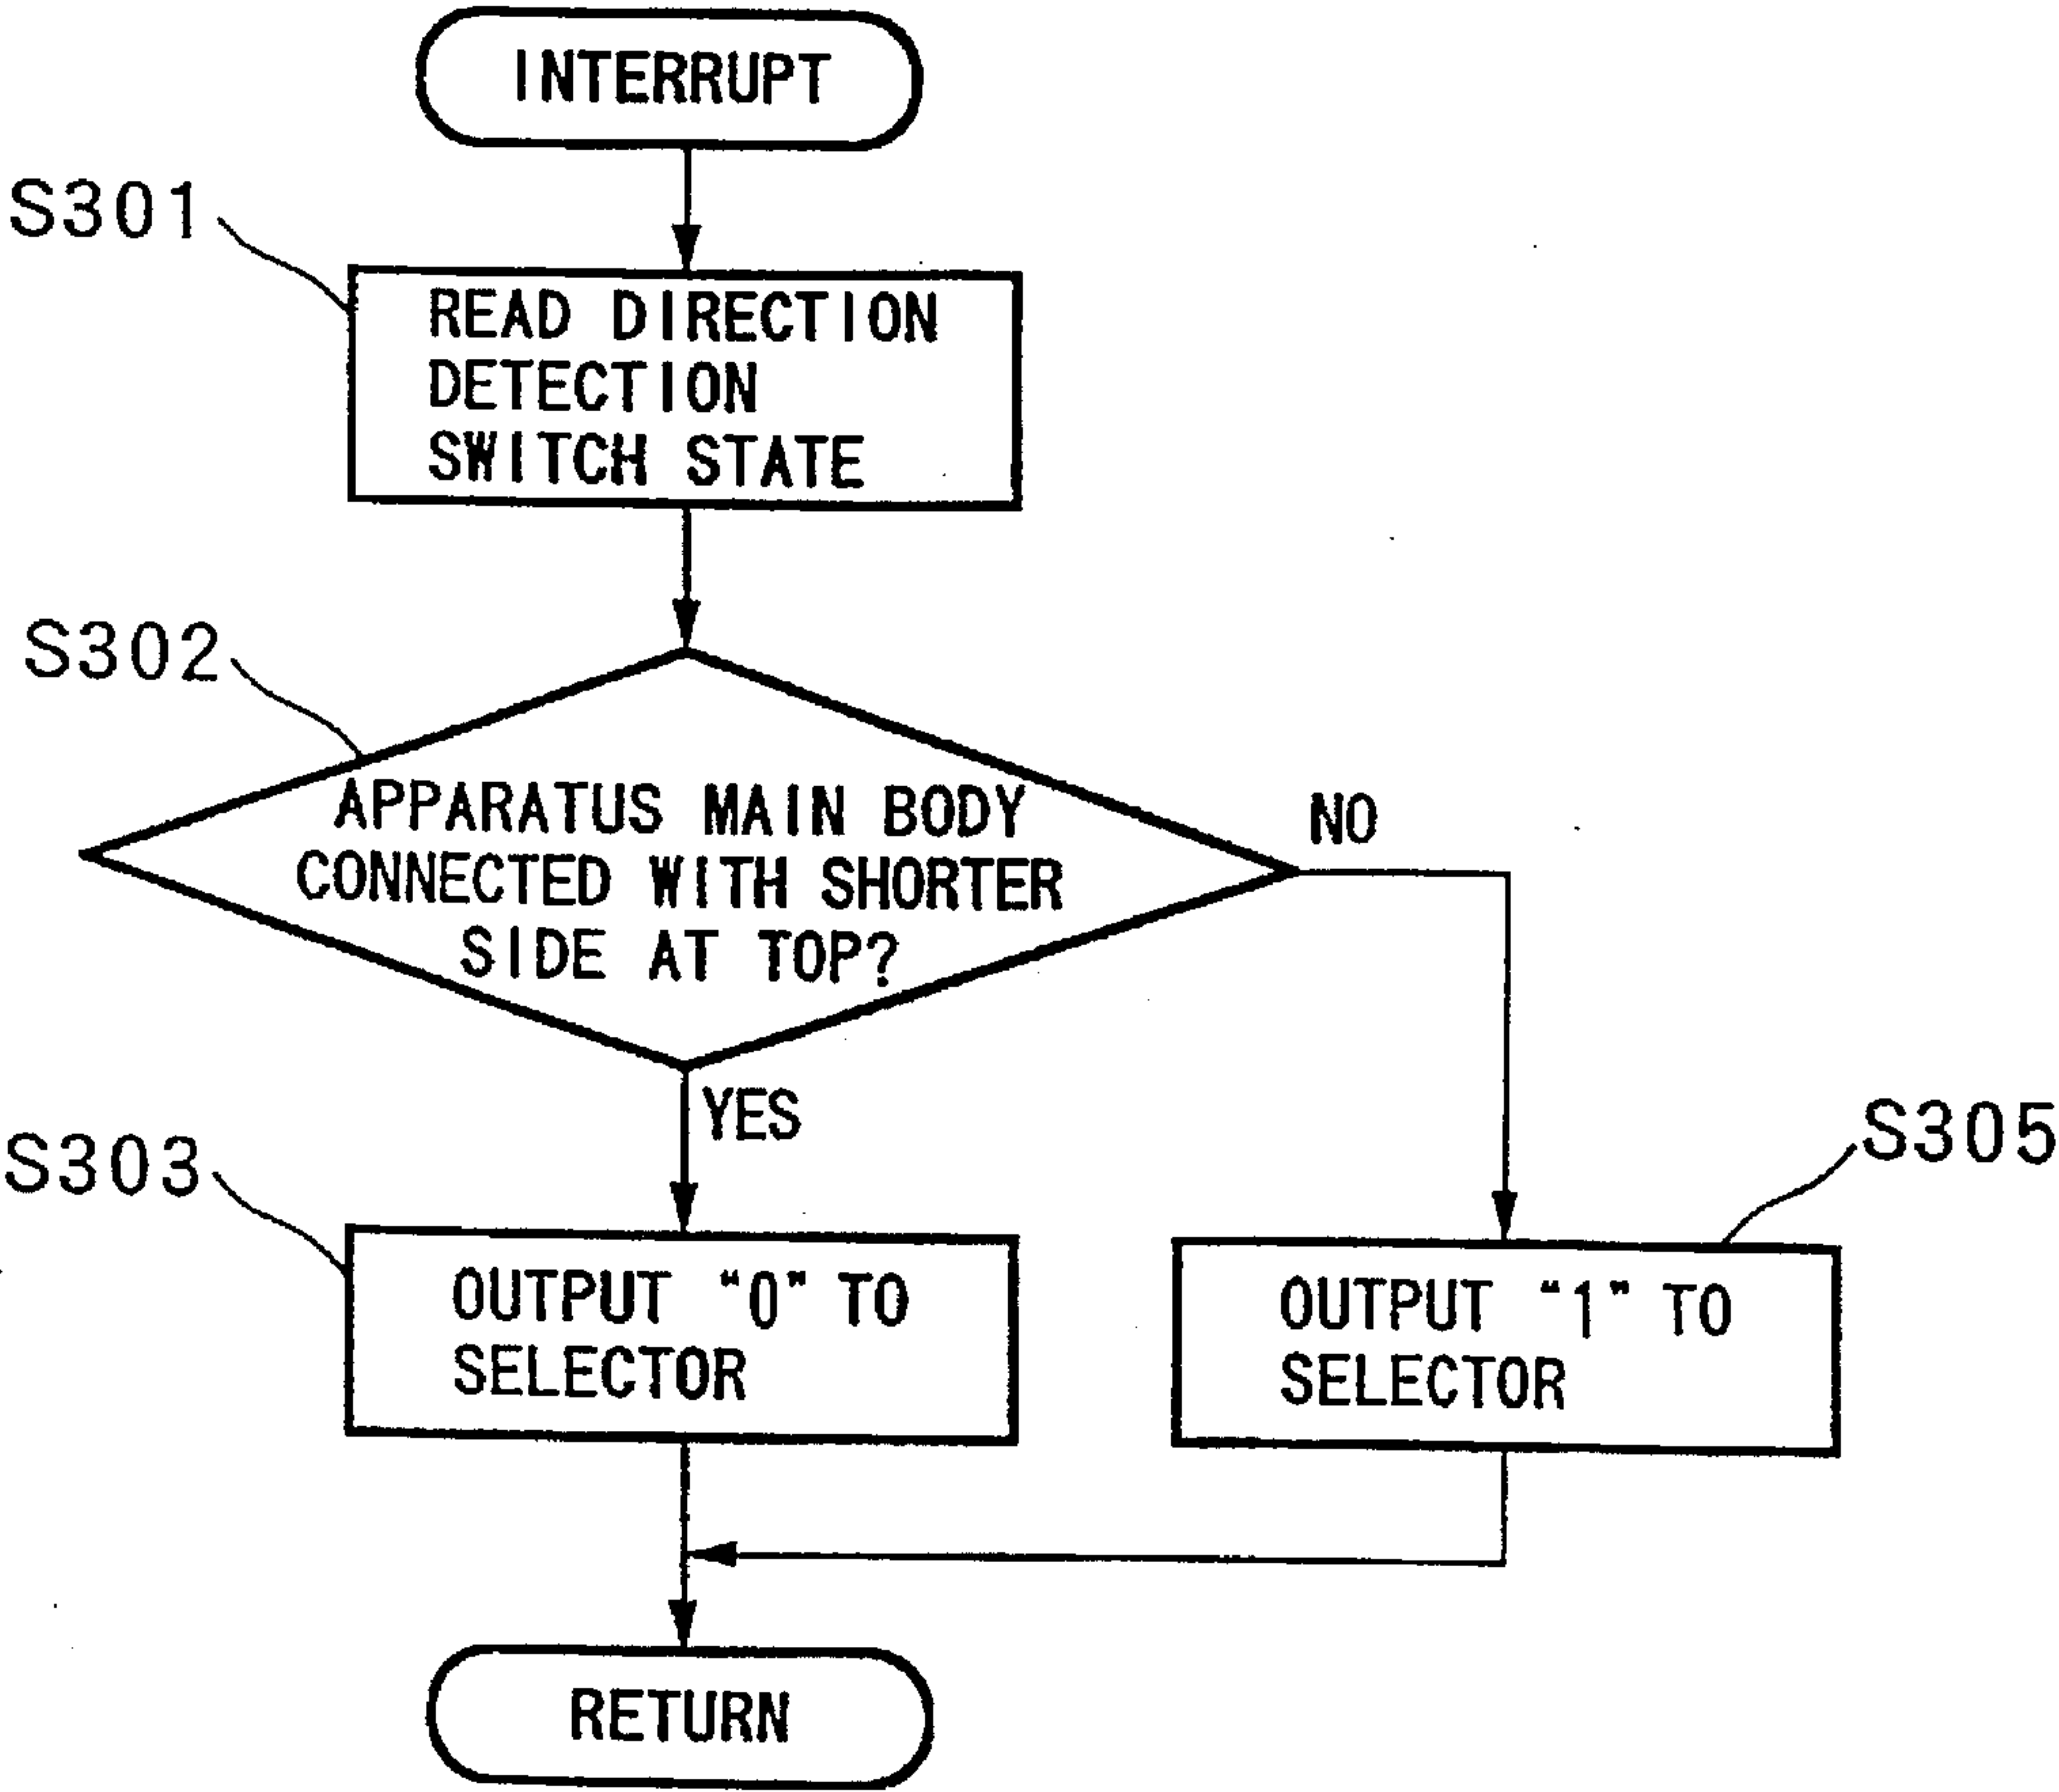 INTERRUPT
S301
READ DIRECTION
DETECTION
SWITCH STATE
S302
APPARATUS MAIN BODY
CONNECTED WITH SHORTER
SIDE AT TOP?
NO
YES
S303
S305
OUTPUT “0” TO
SELECTOR
OUTPUT “1” TO
SELECTOR
RETURN